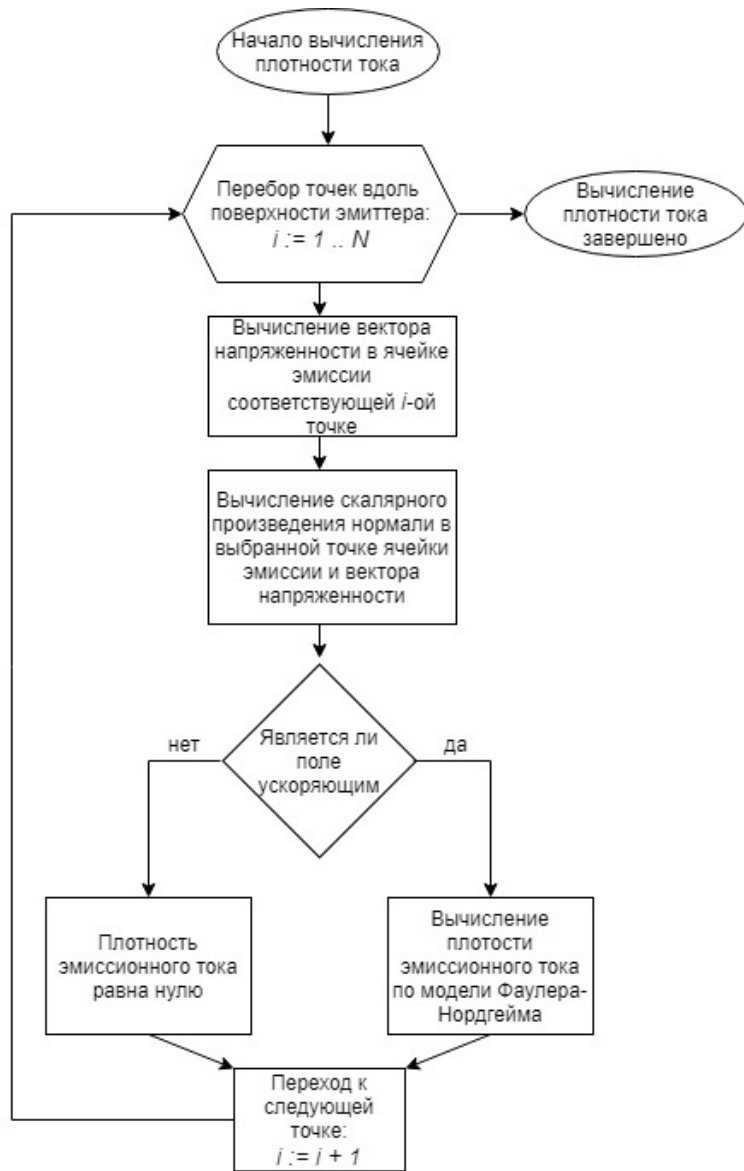 Начало вычисления
плотности тока
Перебор точек вдоль
поверхности эмиттера:
i := 1 .. N
Вычисление
плотности тока
завершено
Вычисление вектора
напряженности в ячейке
эмиссии
соответствующей i-ой
точке
Вычисление скалярного
произведения нормали в
выбранной точке ячейки
эмиссии и вектора
напряженности
нет
Является ли
поле
ускоряющим
да
Плотность
эмиссионного тока
равна нулю
Вычисление
плотости
эмиссионного тока
по модели Фаулера-
Нордгейма
Переход к
следующей
точке:
i := i + 1